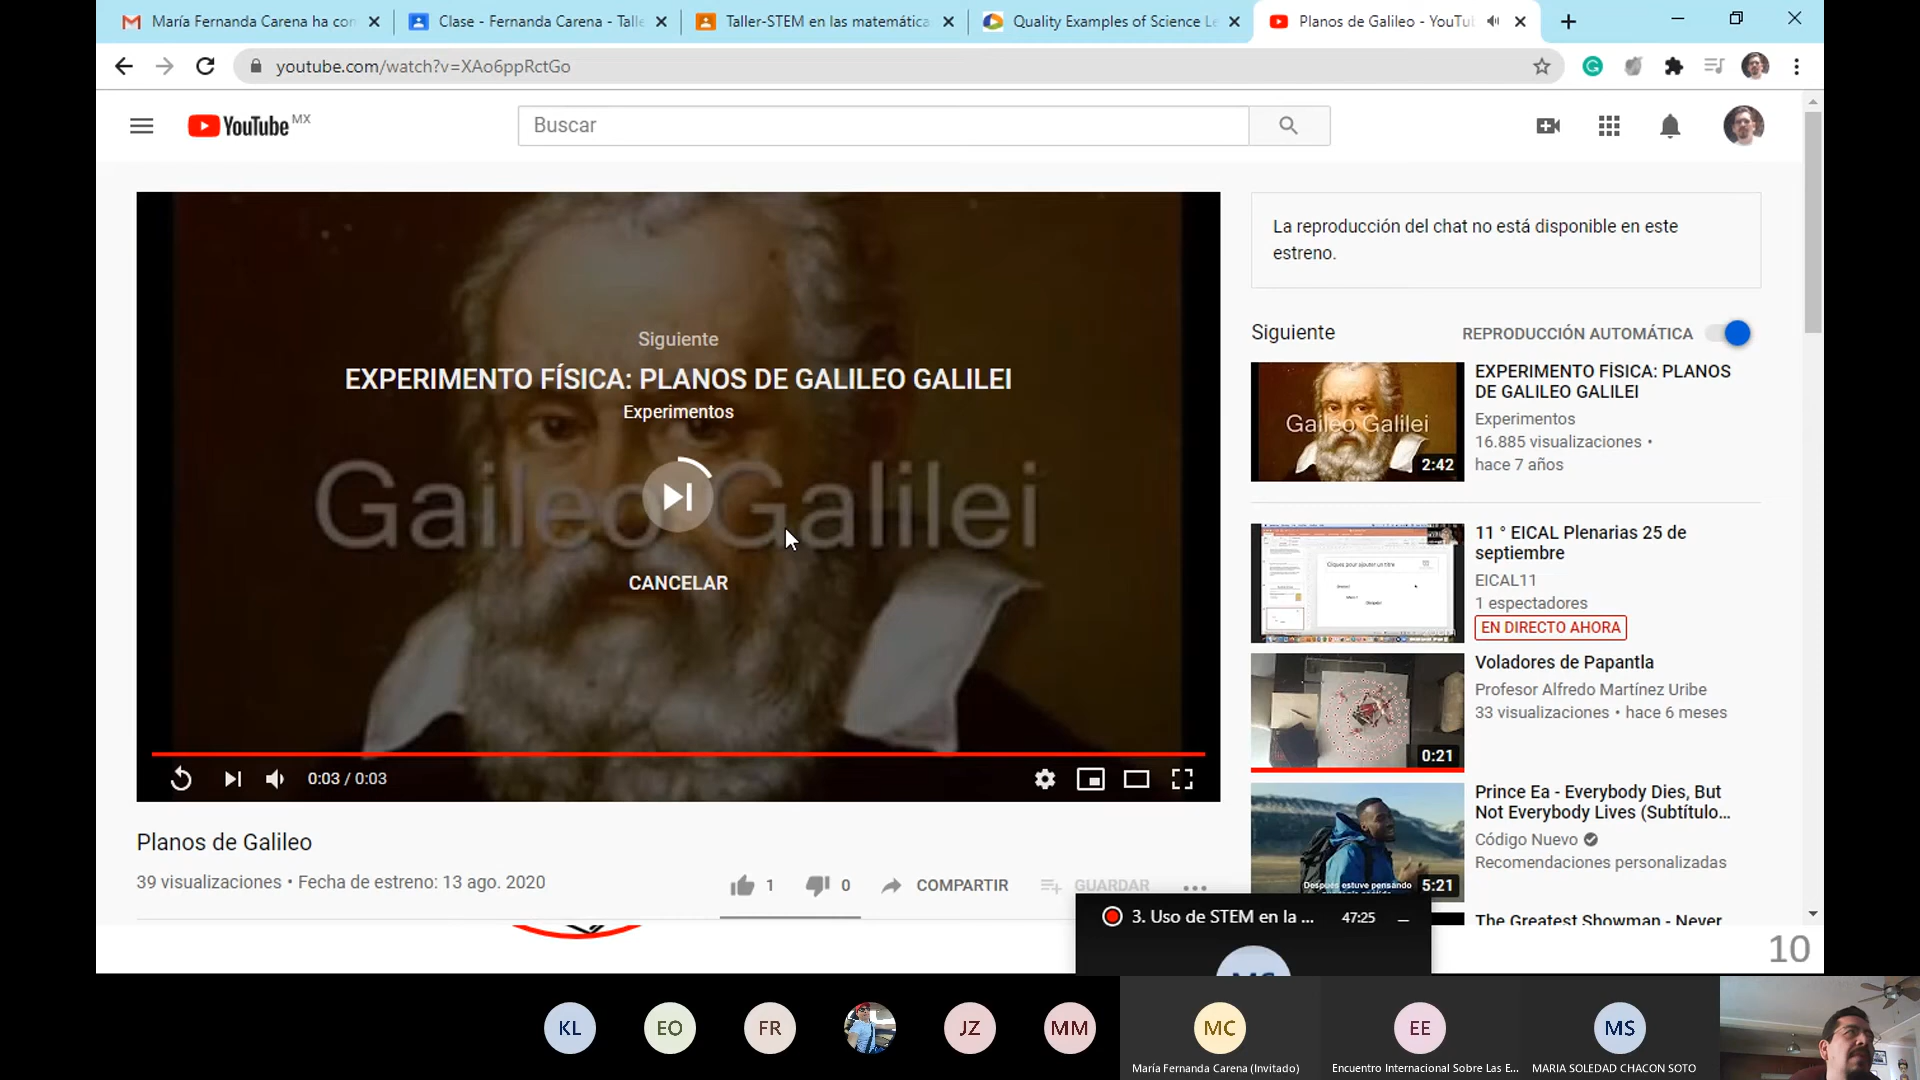 María Fernanda Carena ha con
Clase - Fernanda Carena - Talle
Taller-STEM en las matemática
Quality Examples of Science Le
Planos de Galileo - YouTu
youtube.com/watch?v=XAo6ppRctGo
YouTube MX
Buscar
Siguiente
EXPERIMENTO FÍSICA: PLANOS DE GALILEO GALILEI
Experimentos
Gaileo Galilei
CANCELAR
0:03 / 0:03
Planos de Galileo
39 visualizaciones • Fecha de estreno: 13 ago. 2020
1
0
COMPARTIR
GUARDAR
La reproducción del chat no está disponible en este
estreno.
Siguiente
REPRODUCCIÓN AUTOMÁTICA
Gaileo Galilei
2:42
EXPERIMENTO FÍSICA: PLANOS
DE GALILEO GALILEI
Experimentos
16.885 visualizaciones •
hace 7 años
11 ° EICAL Plenarias 25 de
septiembre
EICAL11
1 espectadores
EN DIRECTO AHORA
0:21
Voladores de Papantla
Profesor Alfredo Martínez Uribe
33 visualizaciones • hace 6 meses
Después estuve pensando
5:21
Prince Ea - Everybody Dies, But
Not Everybody Lives (Subtítulo...
Código Nuevo
Recomendaciones personalizadas
The Greatest Showman - Never
3. Uso de STEM en la ...
47:25
MS
10
KL
EO
FR
JZ
MM
MC
María Fernanda Carena (Invitado)
EE
Encuentro Internacional Sobre Las E...
MS
MARIA SOLEDAD CHACON SOTO